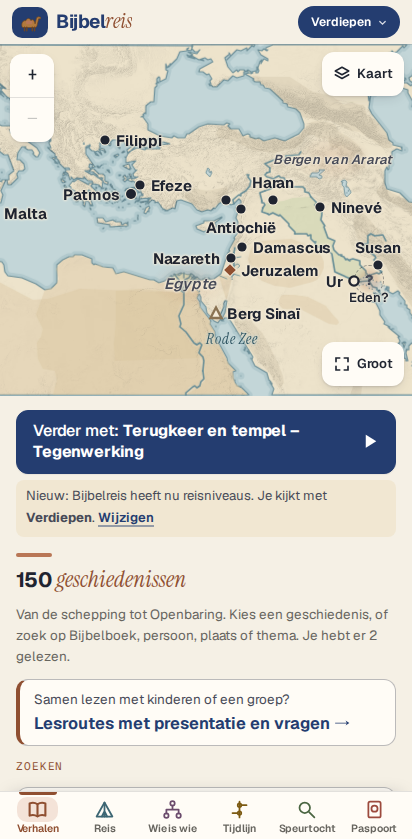 Bijbelreis
Verdiepen
+
−
Kaart
Filippi
Bergen van Ararat
Haran
Efeze
Patmos
Ninevé
Malta
Antiochië
Damascus
Susan
Nazareth
Jeruzalem
Egypte
Ur
?
Eden?
Berg Sinaï
Rode Zee
Groot
Verder met: Terugkeer en tempel –
Tegenwerking
Nieuw: Bijbelreis heeft nu reisniveaus. Je kijkt met
Verdiepen. Wijzigen
150 geschiedenissen
Van de schepping tot Openbaring. Kies een geschiedenis, of
zoek op Bijbelboek, persoon, plaats of thema. Je hebt er 2
gelezen.
Samen lezen met kinderen of een groep?
Lesroutes met presentatie en vragen →
ZOEKEN
Verhalen
Reis
Wie is wie
Tijdlijn
Speurtocht
Paspoort